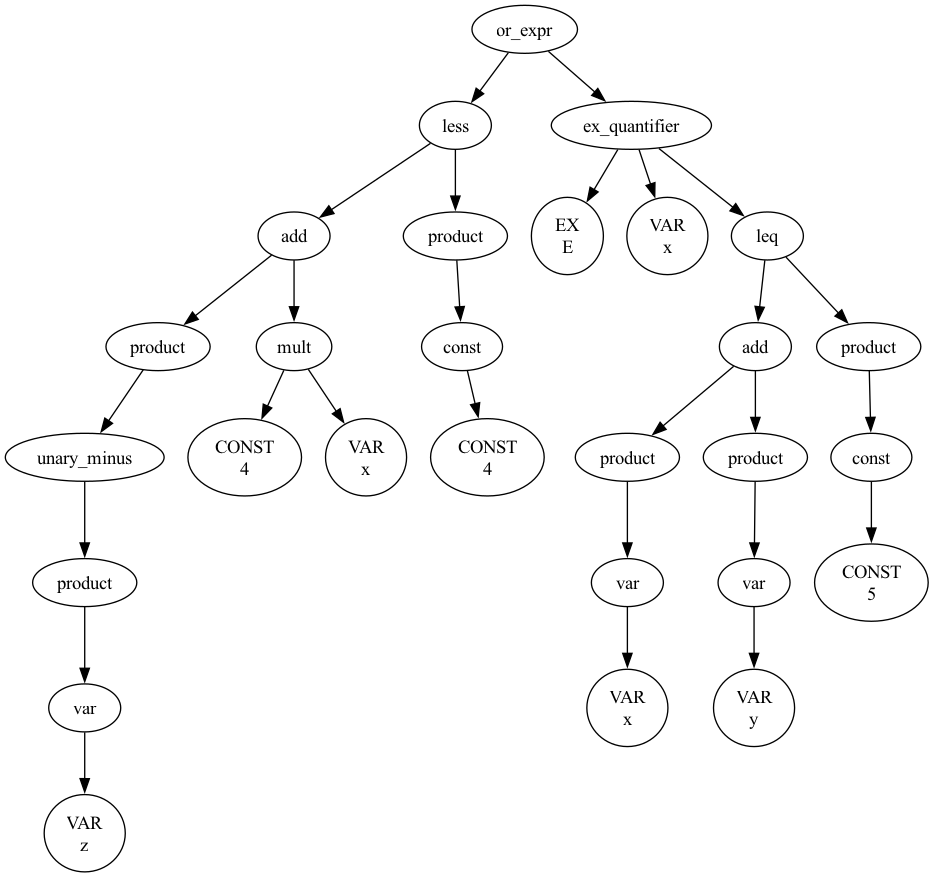 or_expr
less
ex_quantifier
add
product
EX
E
VAR
x
leq
product
mult
const
add
product
unary_minus
CONST
4
VAR
x
CONST
4
product
product
const
product
var
var
CONST
5
var
VAR
x
VAR
y
VAR
z